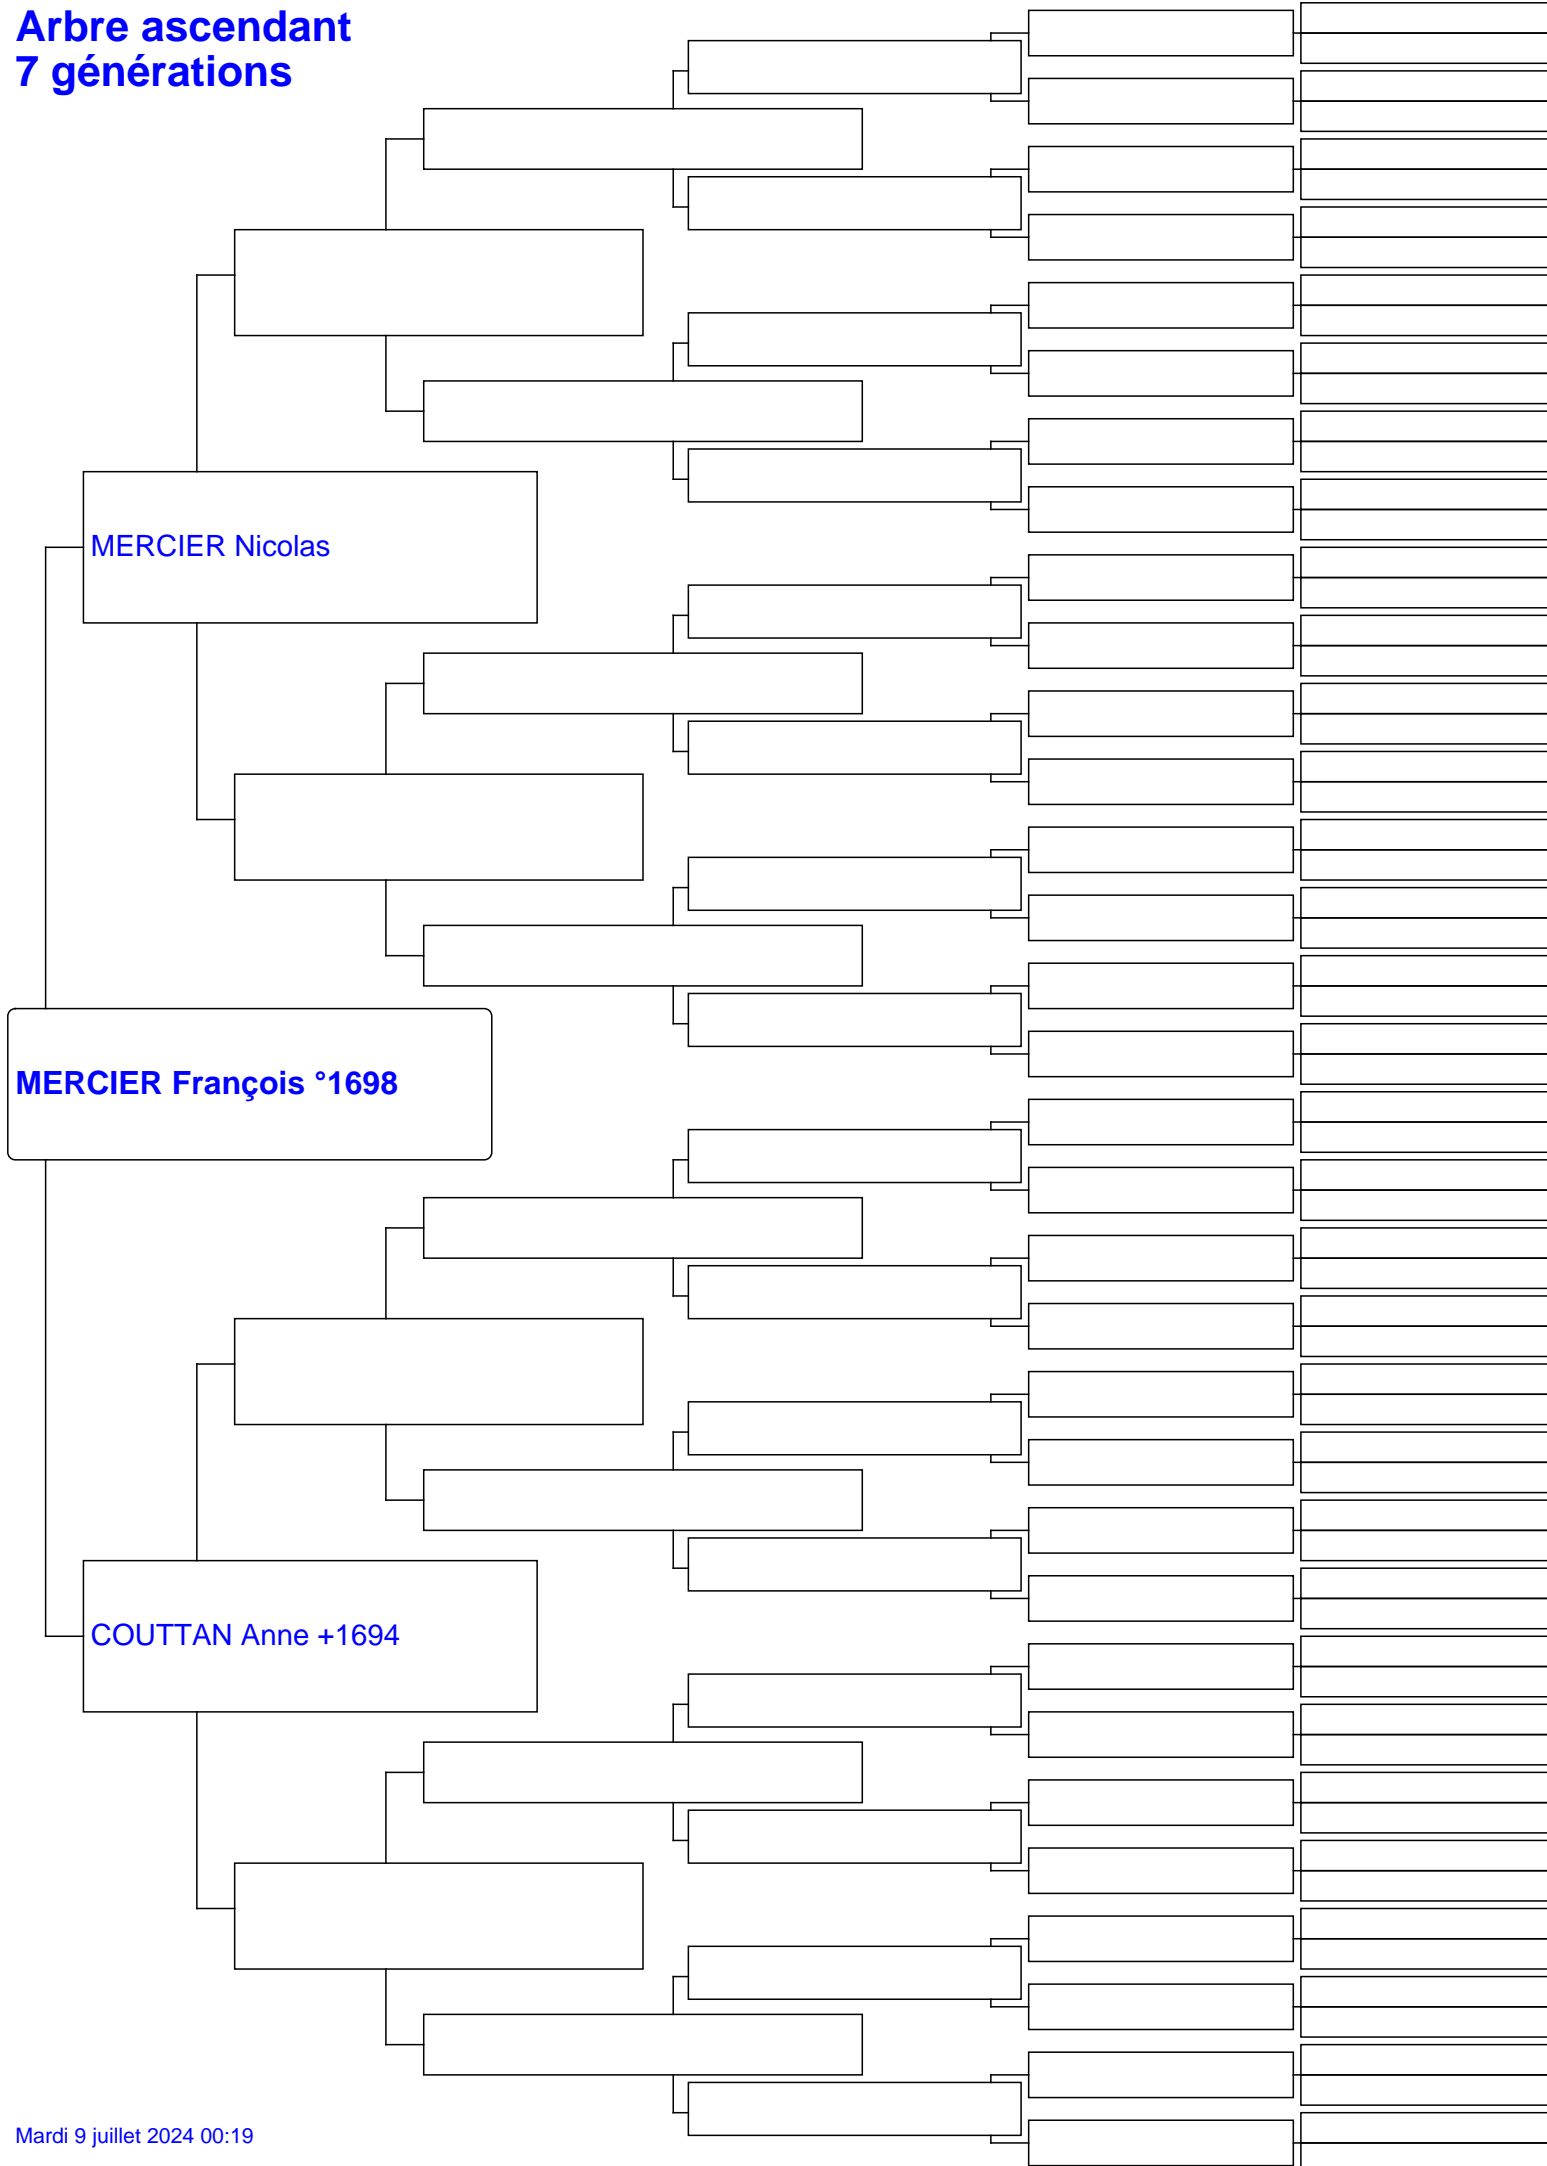 Arbre ascendant
7 générations
MERCIER Nicolas
MERCIER François °1698
COUTTAN Anne +1694
Mardi 9 juillet 2024 00:19